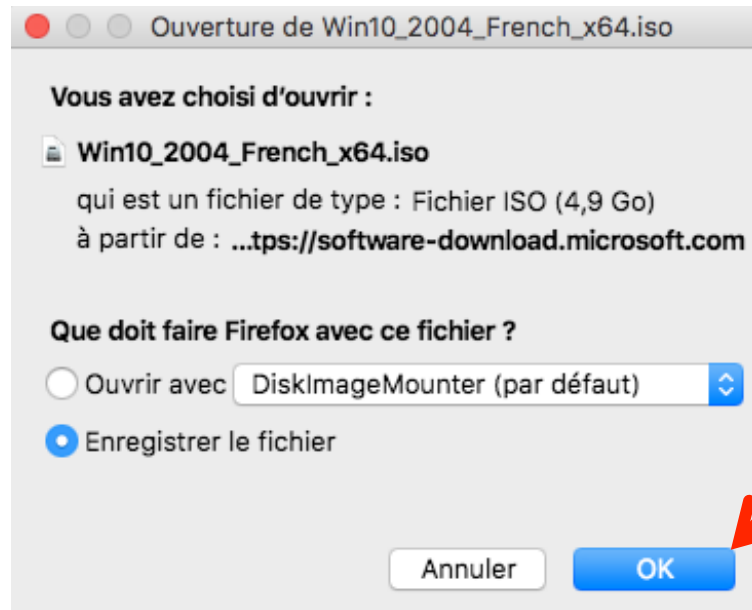 Ouverture de Win10_2004_French_x64.iso
Vous avez choisi d’ouvrir :
Win10_2004_French_x64.iso
qui est un fichier de type : Fichier ISO (4,9 Go)
à partir de : ...tps://software-download.microsoft.com
Que doit faire Firefox avec ce fichier ?
Ouvrir avec DiskImageMounter (par défaut)
Enregistrer le fichier
Annuler OK